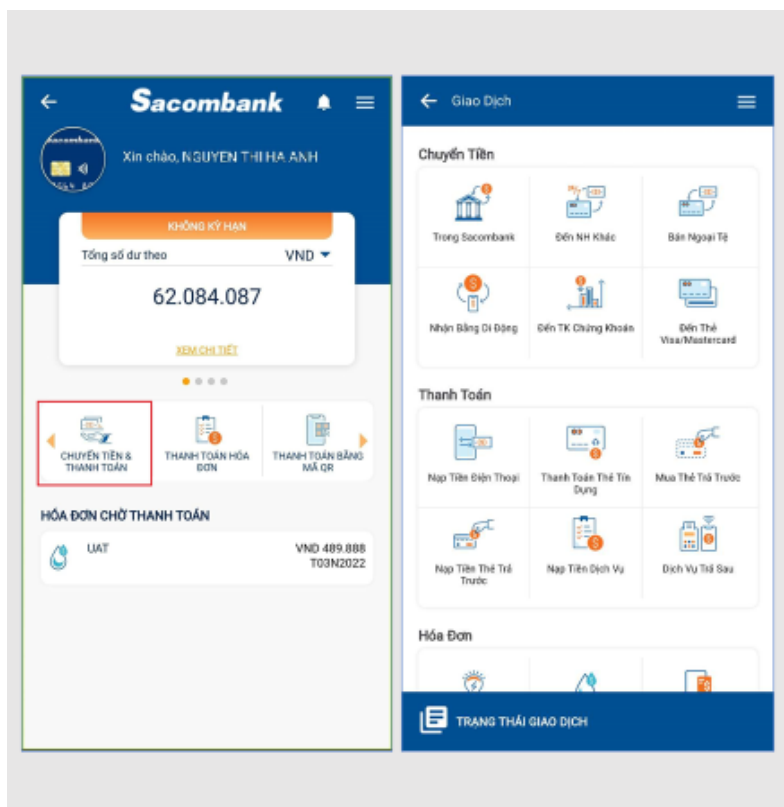 Sacombank
Xin chào, NGUYEN THI HA ANH
KHÔNG KỲ HẠN
Tổng số dư theo VND
62.084.087
XEM CHI TIẾT
CHUYỂN TIỀN &
THANH TOÁN
THANH TOÁN HÓA
ĐƠN
THANH TOÁN BẰNG
MÃ QR
HÓA ĐƠN CHỜ THANH TOÁN
UAT VND 489.888
T03N2022
Giao Dịch
Chuyển Tiền
Trong Sacombank
Đến NH Khác
Bán Ngoại Tệ
Nhận Bằng Di Động
Đến TK Chứng Khoán
Đến Thẻ
Visa/Mastercard
Thanh Toán
Nạp Tiền Điện Thoại
Thanh Toán Thẻ Tín
Dụng
Mua Thẻ Trả Trước
Nạp Tiền Thẻ Trả
Trước
Nạp Tiền Dịch Vụ
Dịch Vụ Trả Sau
Hóa Đơn
TRẠNG THÁI GIAO DỊCH